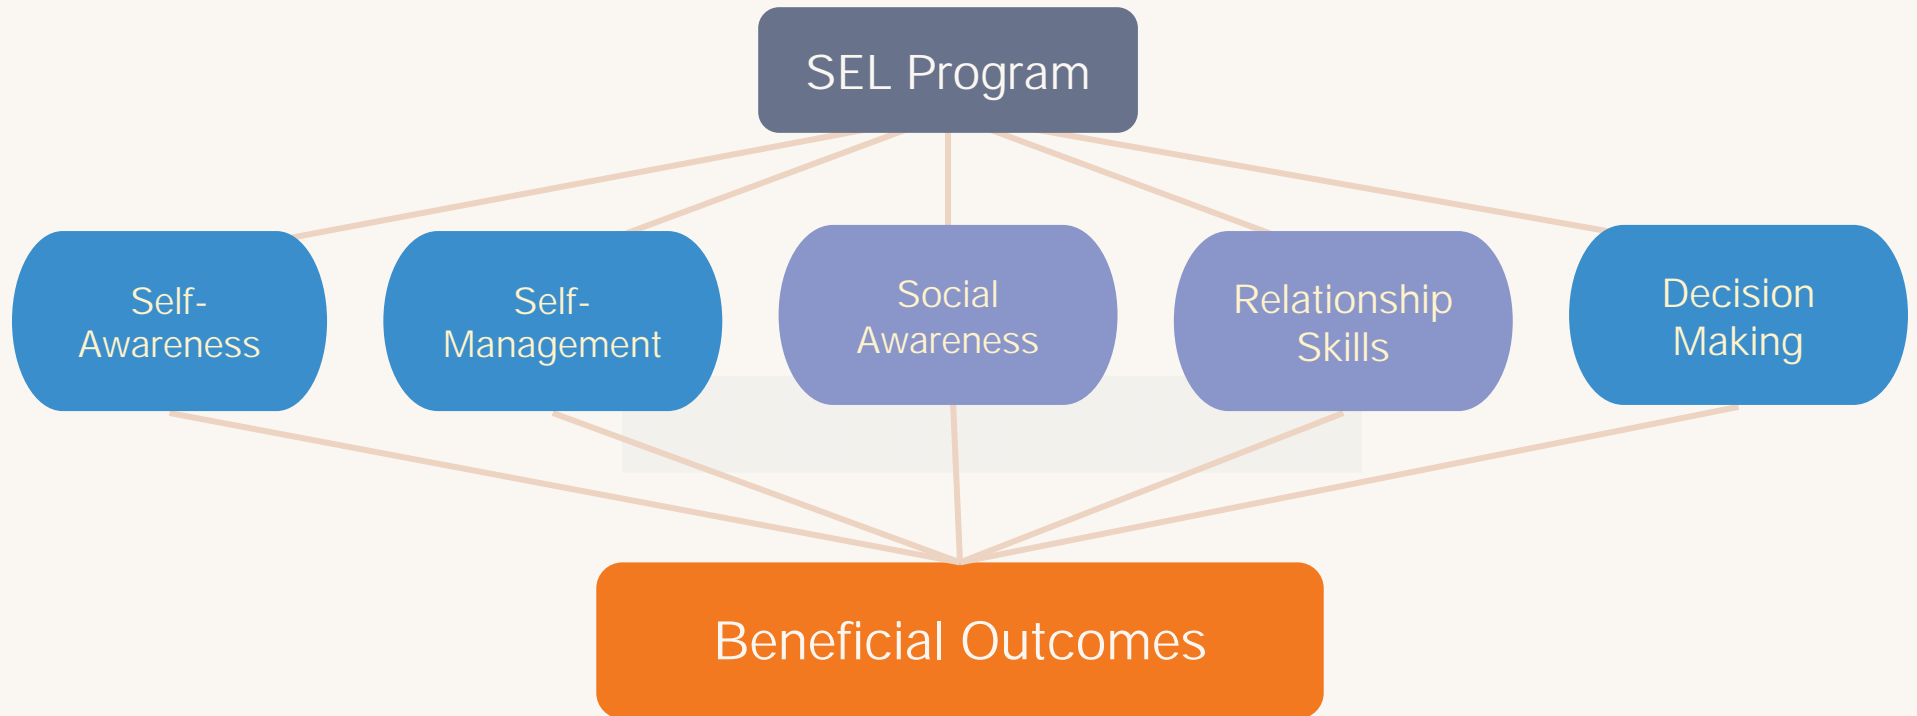 SEL Program
Self-
Awareness
Self-
Management
Social
Awareness
Relationship
Skills
Decision
Making
Beneficial Outcomes